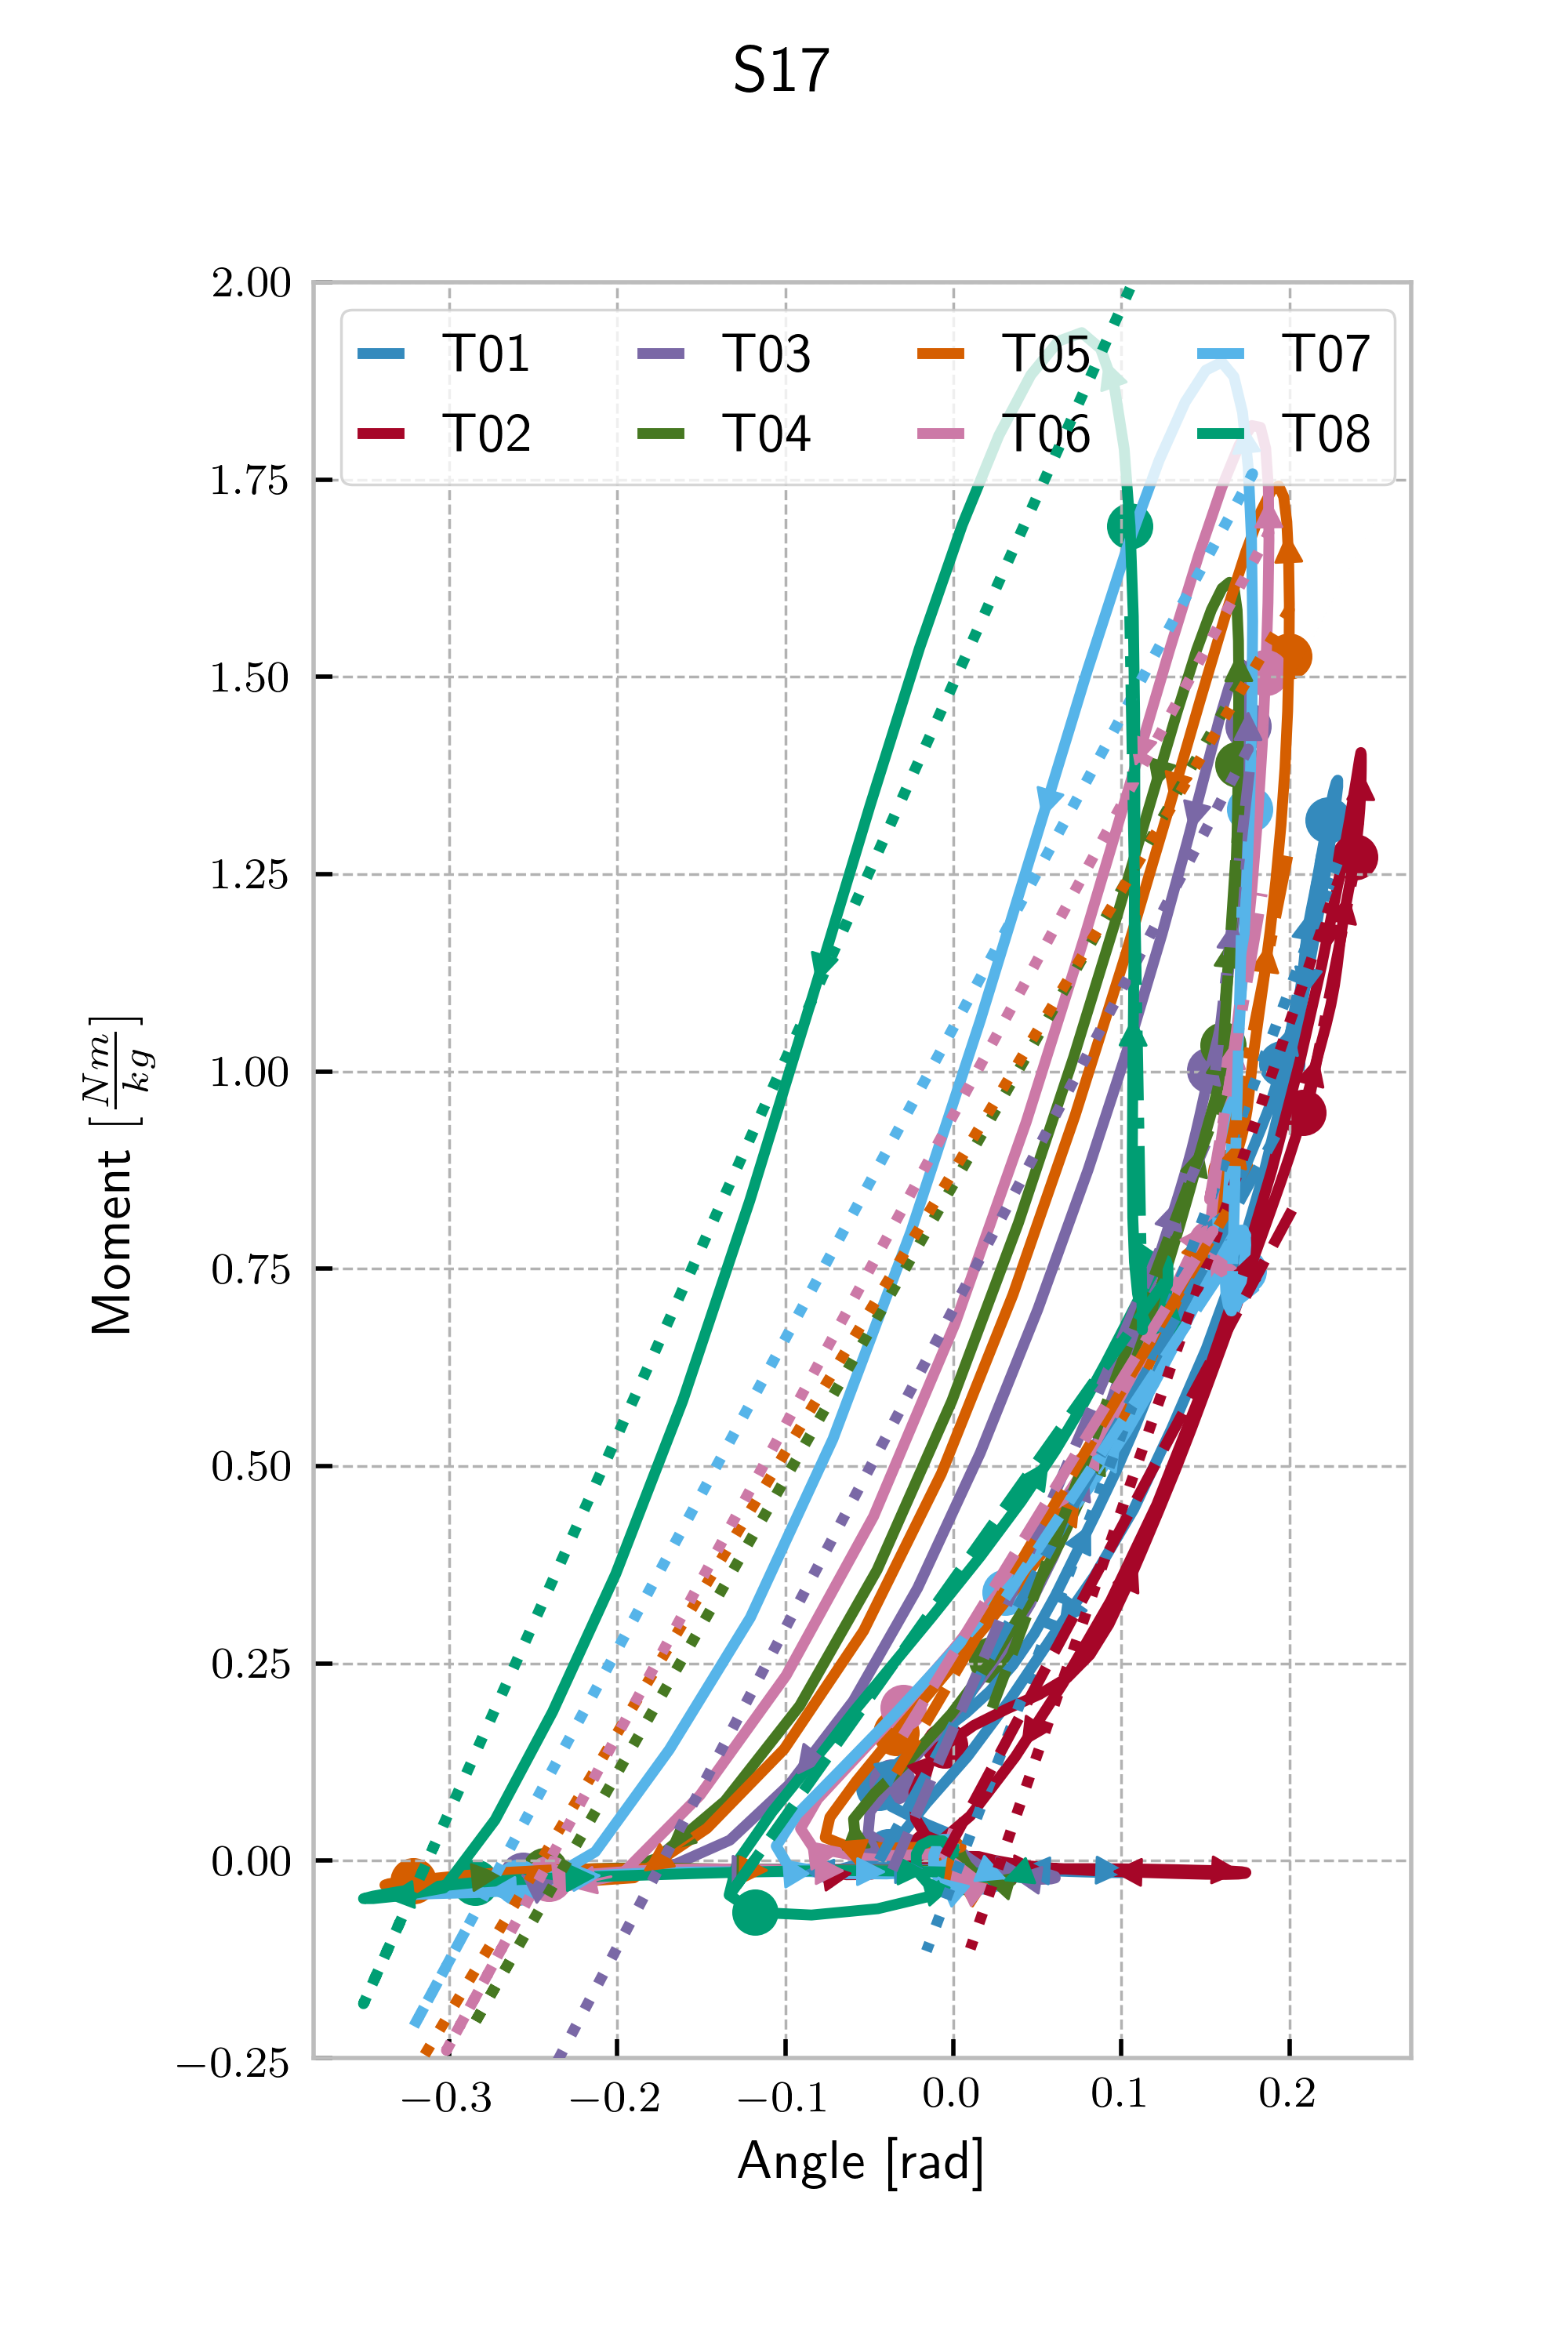 S17
2.00
1.75
1.50
1.25
1.00
0.75
0.50
0.25
0.00
−0.25
Moment [Nm/kg]
T01 T03 T05 T07
T02 T04 T06 T08
−0.3 −0.2 −0.1 0.0 0.1 0.2
Angle [rad]